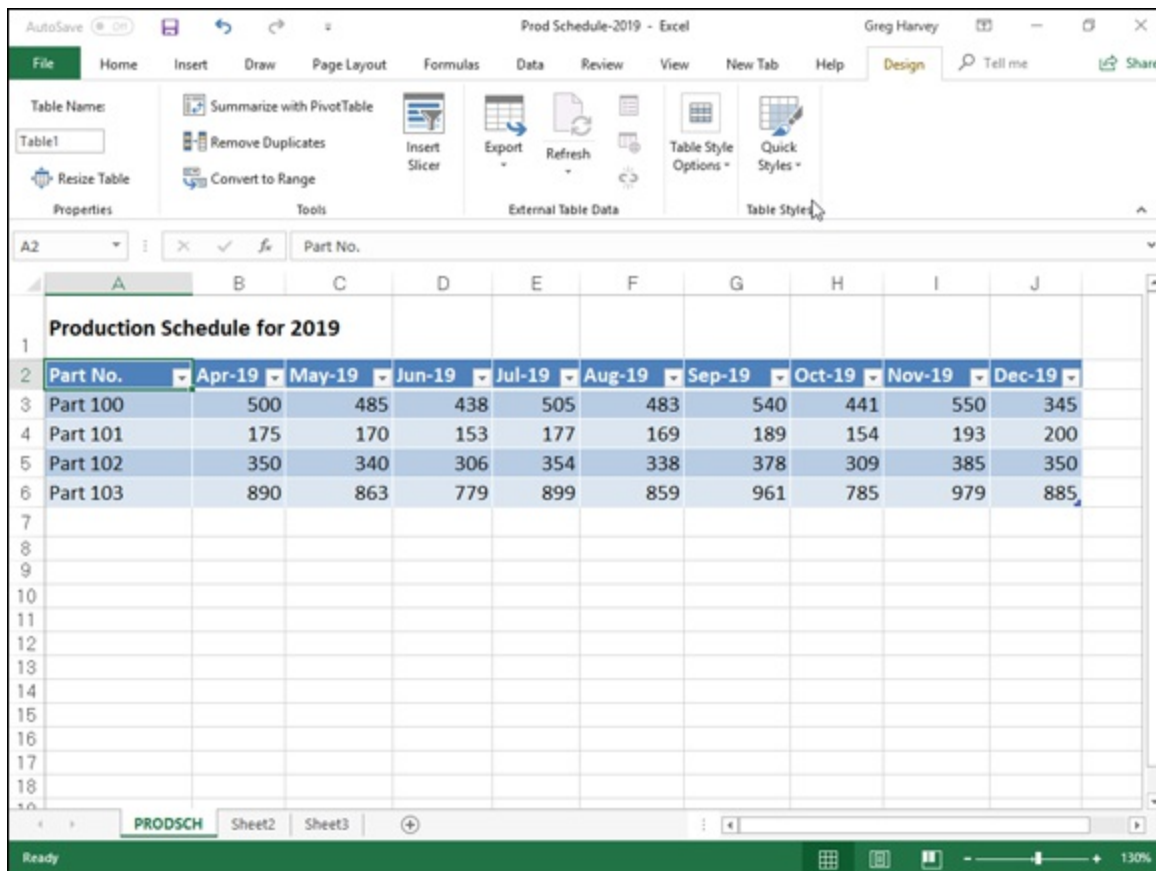 AutoSave Off Prod Schedule-2019 - Excel Greg Harvey
File Home Insert Draw Page Layout Formulas Data Review View New Tab Help Design Tell me Share
Table Name:
Table1
Resize Table
Properties
Summarize with PivotTable
Remove Duplicates
Convert to Range
Tools
Insert
Slicer
Export
Refresh
External Table Data
Table Style
Options
Quick
Styles
Table Styles
A2 fx Part No.
A B C D E F G H I J
1 Production Schedule for 2019
2 Part No. Apr-19 May-19 Jun-19 Jul-19 Aug-19 Sep-19 Oct-19 Nov-19 Dec-19
3 Part 100 500 485 438 505 483 540 441 550 345
4 Part 101 175 170 153 177 169 189 154 193 200
5 Part 102 350 340 306 354 338 378 309 385 350
6 Part 103 890 863 779 899 859 961 785 979 885
7
8
9
10
11
12
13
14
15
16
17
18
PRODSCH Sheet2 Sheet3
Ready 130%